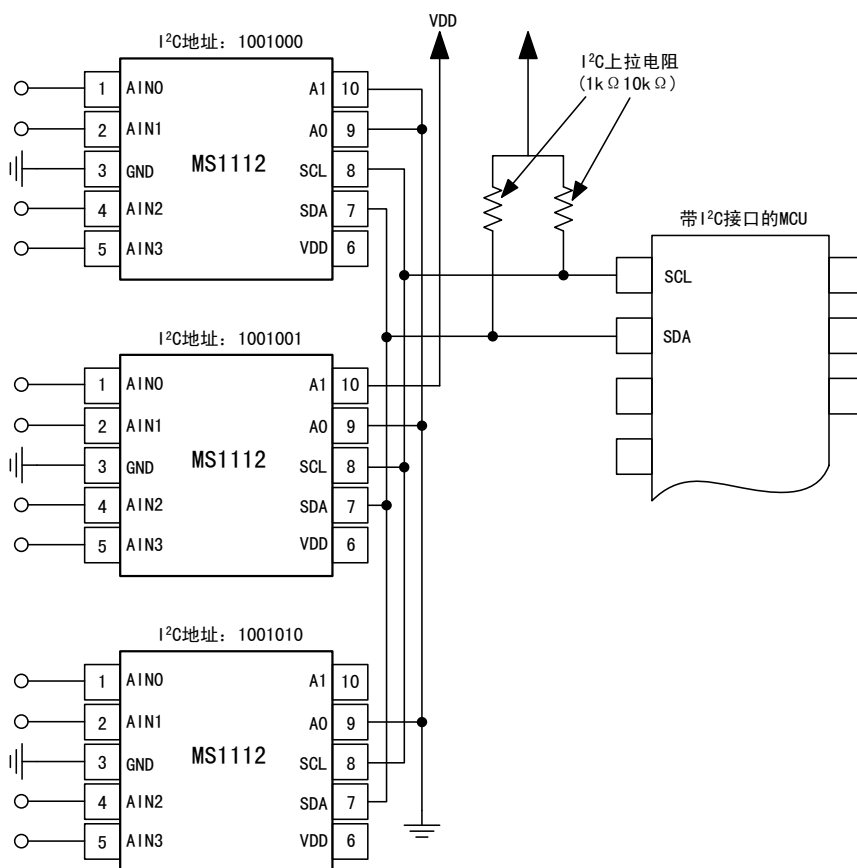 VDD
I²C地址：1001000
I²C上拉电阻
(1kΩ10kΩ)
1 AIN0 A1 10
2 AIN1 A0 9
3 GND MS1112 SCL 8
4 AIN2 SDA 7
5 AIN3 VDD 6
带I²C接口的MCU
SCL
SDA
I²C地址：1001001
1 AIN0 A1 10
2 AIN1 A0 9
3 GND MS1112 SCL 8
4 AIN2 SDA 7
5 AIN3 VDD 6
I²C地址：1001010
1 AIN0 A1 10
2 AIN1 A0 9
3 GND MS1112 SCL 8
4 AIN2 SDA 7
5 AIN3 VDD 6